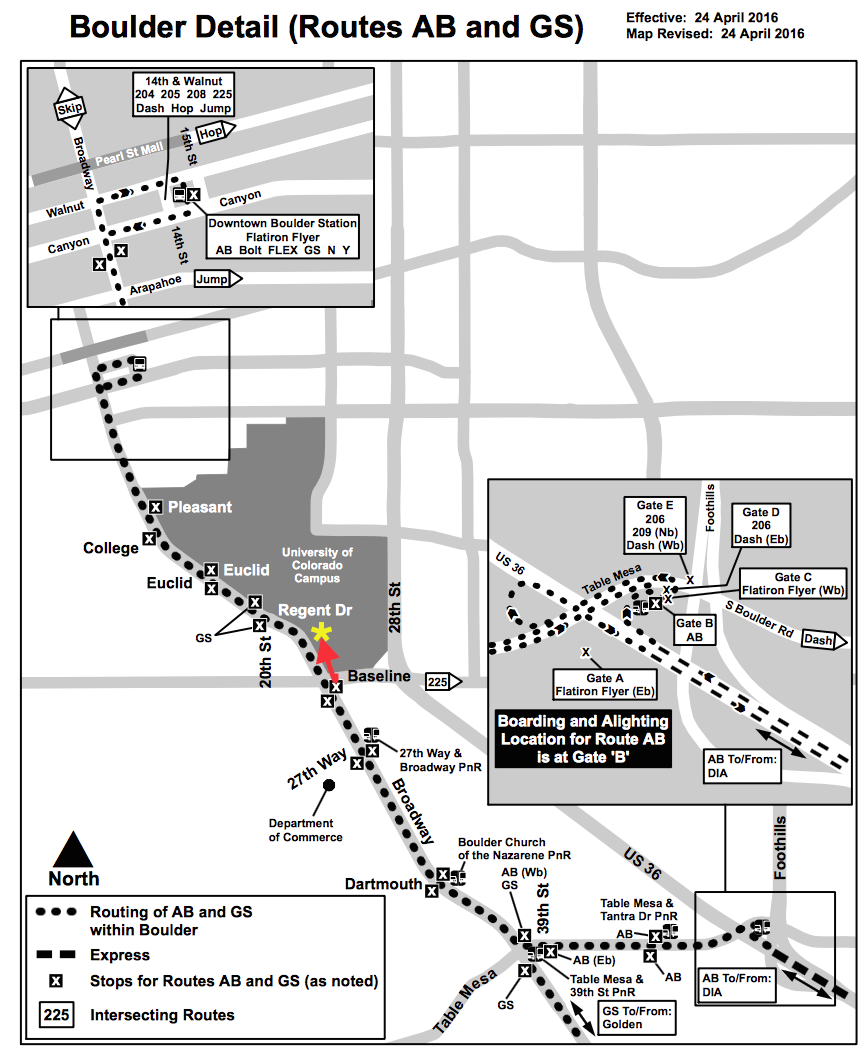 Boulder Detail (Routes AB and GS)
Effective: 24 April 2016
Map Revised: 24 April 2016
14th & Walnut
204 205 208 225
Dash Hop Jump
Skip
Broadway
15th St
Hop
Pearl St Mall
Walnut
Canyon
Canyon
14th St
Downtown Boulder Station
Flatiron Flyer
AB Bolt FLEX GS N Y
Arapahoe
Jump
Pleasant
College
Euclid
Euclid
University of
Colorado
Campus
Regent Dr
GS
20th St
28th St
Baseline
225
27th Way &
Broadway PnR
27th Way
Broadway
Department
of Commerce
Gate E
206
209 (Nb)
Dash (Wb)
Foothills
Gate D
206
Dash (Eb)
US 36
Table Mesa
Gate C
Flatiron Flyer (Wb)
S Boulder Rd
Dash
Gate B
AB
X
X
X
X
Gate A
Flatiron Flyer (Eb)
Boarding and Alighting
Location for Route AB
is at Gate 'B'
AB To/From:
DIA
North
Boulder Church
of the Nazarene PnR
Dartmouth
AB (Wb)
GS
39th St
US 36
Foothills
Table Mesa &
Tantra Dr PnR
AB
AB (Eb)
AB
Table Mesa &
39th St PnR
Table Mesa
GS
GS To/From:
Golden
AB To/From:
DIA
Routing of AB and GS
within Boulder
Express
X Stops for Routes AB and GS (as noted)
225 Intersecting Routes